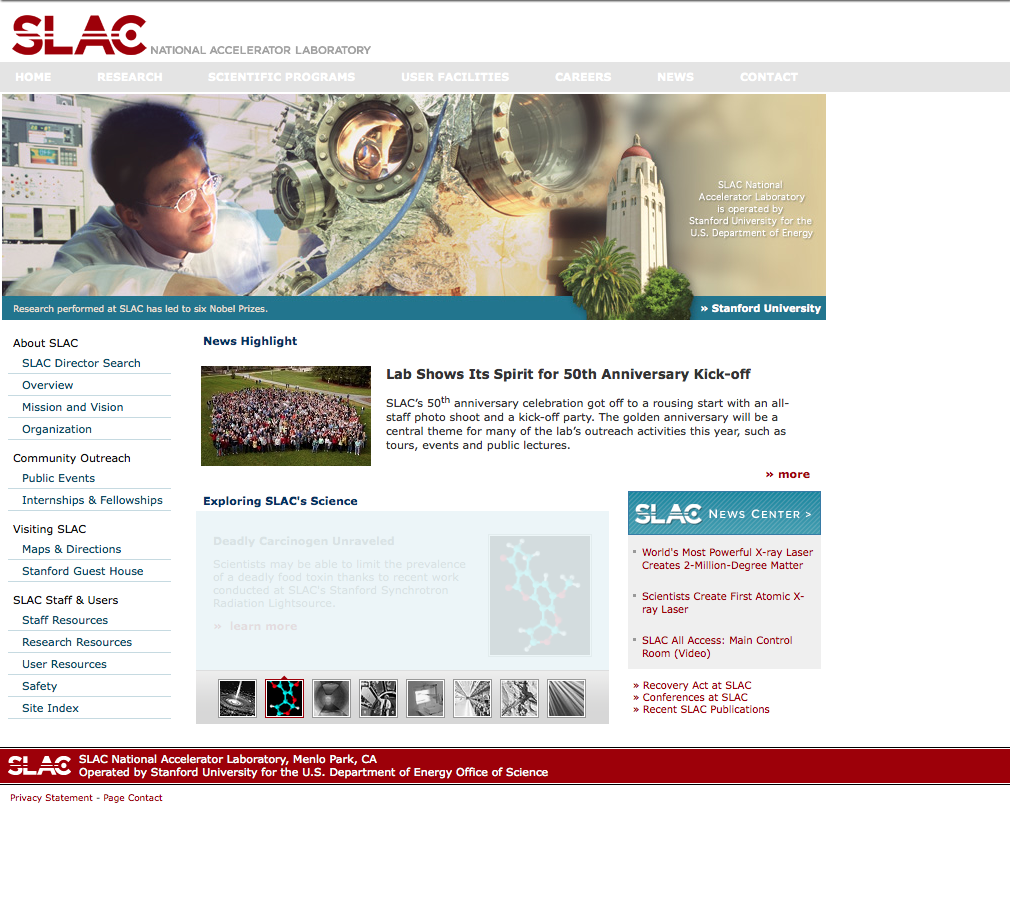 SLAC NATIONAL ACCELERATOR LABORATORY
HOME RESEARCH SCIENTIFIC PROGRAMS USER FACILITIES CAREERS NEWS CONTACT
SLAC National
Accelerator Laboratory
is operated by
Stanford University for the
U.S. Department of Energy
Research performed at SLAC has led to six Nobel Prizes.
» Stanford University
About SLAC
SLAC Director Search
Overview
Mission and Vision
Organization
Community Outreach
Public Events
Internships & Fellowships
Visiting SLAC
Maps & Directions
Stanford Guest House
SLAC Staff & Users
Staff Resources
Research Resources
User Resources
Safety
Site Index
News Highlight
Lab Shows Its Spirit for 50th Anniversary Kick-off
SLAC’s 50th anniversary celebration got off to a rousing start with an all-
staff photo shoot and a kick-off party. The golden anniversary will be a
central theme for many of the lab’s outreach activities this year, such as
tours, events and public lectures.
» more
Exploring SLAC's Science
Deadly Carcinogen Unraveled
Scientists may be able to limit the prevalence
of a deadly food toxin thanks to recent work
conducted at SLAC's Stanford Synchrotron
Radiation Lightsource.
» learn more
SLAC NEWS CENTER >
World's Most Powerful X-ray Laser
Creates 2-Million-Degree Matter
Scientists Create First Atomic X-
ray Laser
SLAC All Access: Main Control
Room (Video)
» Recovery Act at SLAC
» Conferences at SLAC
» Recent SLAC Publications
SLAC
SLAC National Accelerator Laboratory, Menlo Park, CA
Operated by Stanford University for the U.S. Department of Energy Office of Science
Privacy Statement - Page Contact